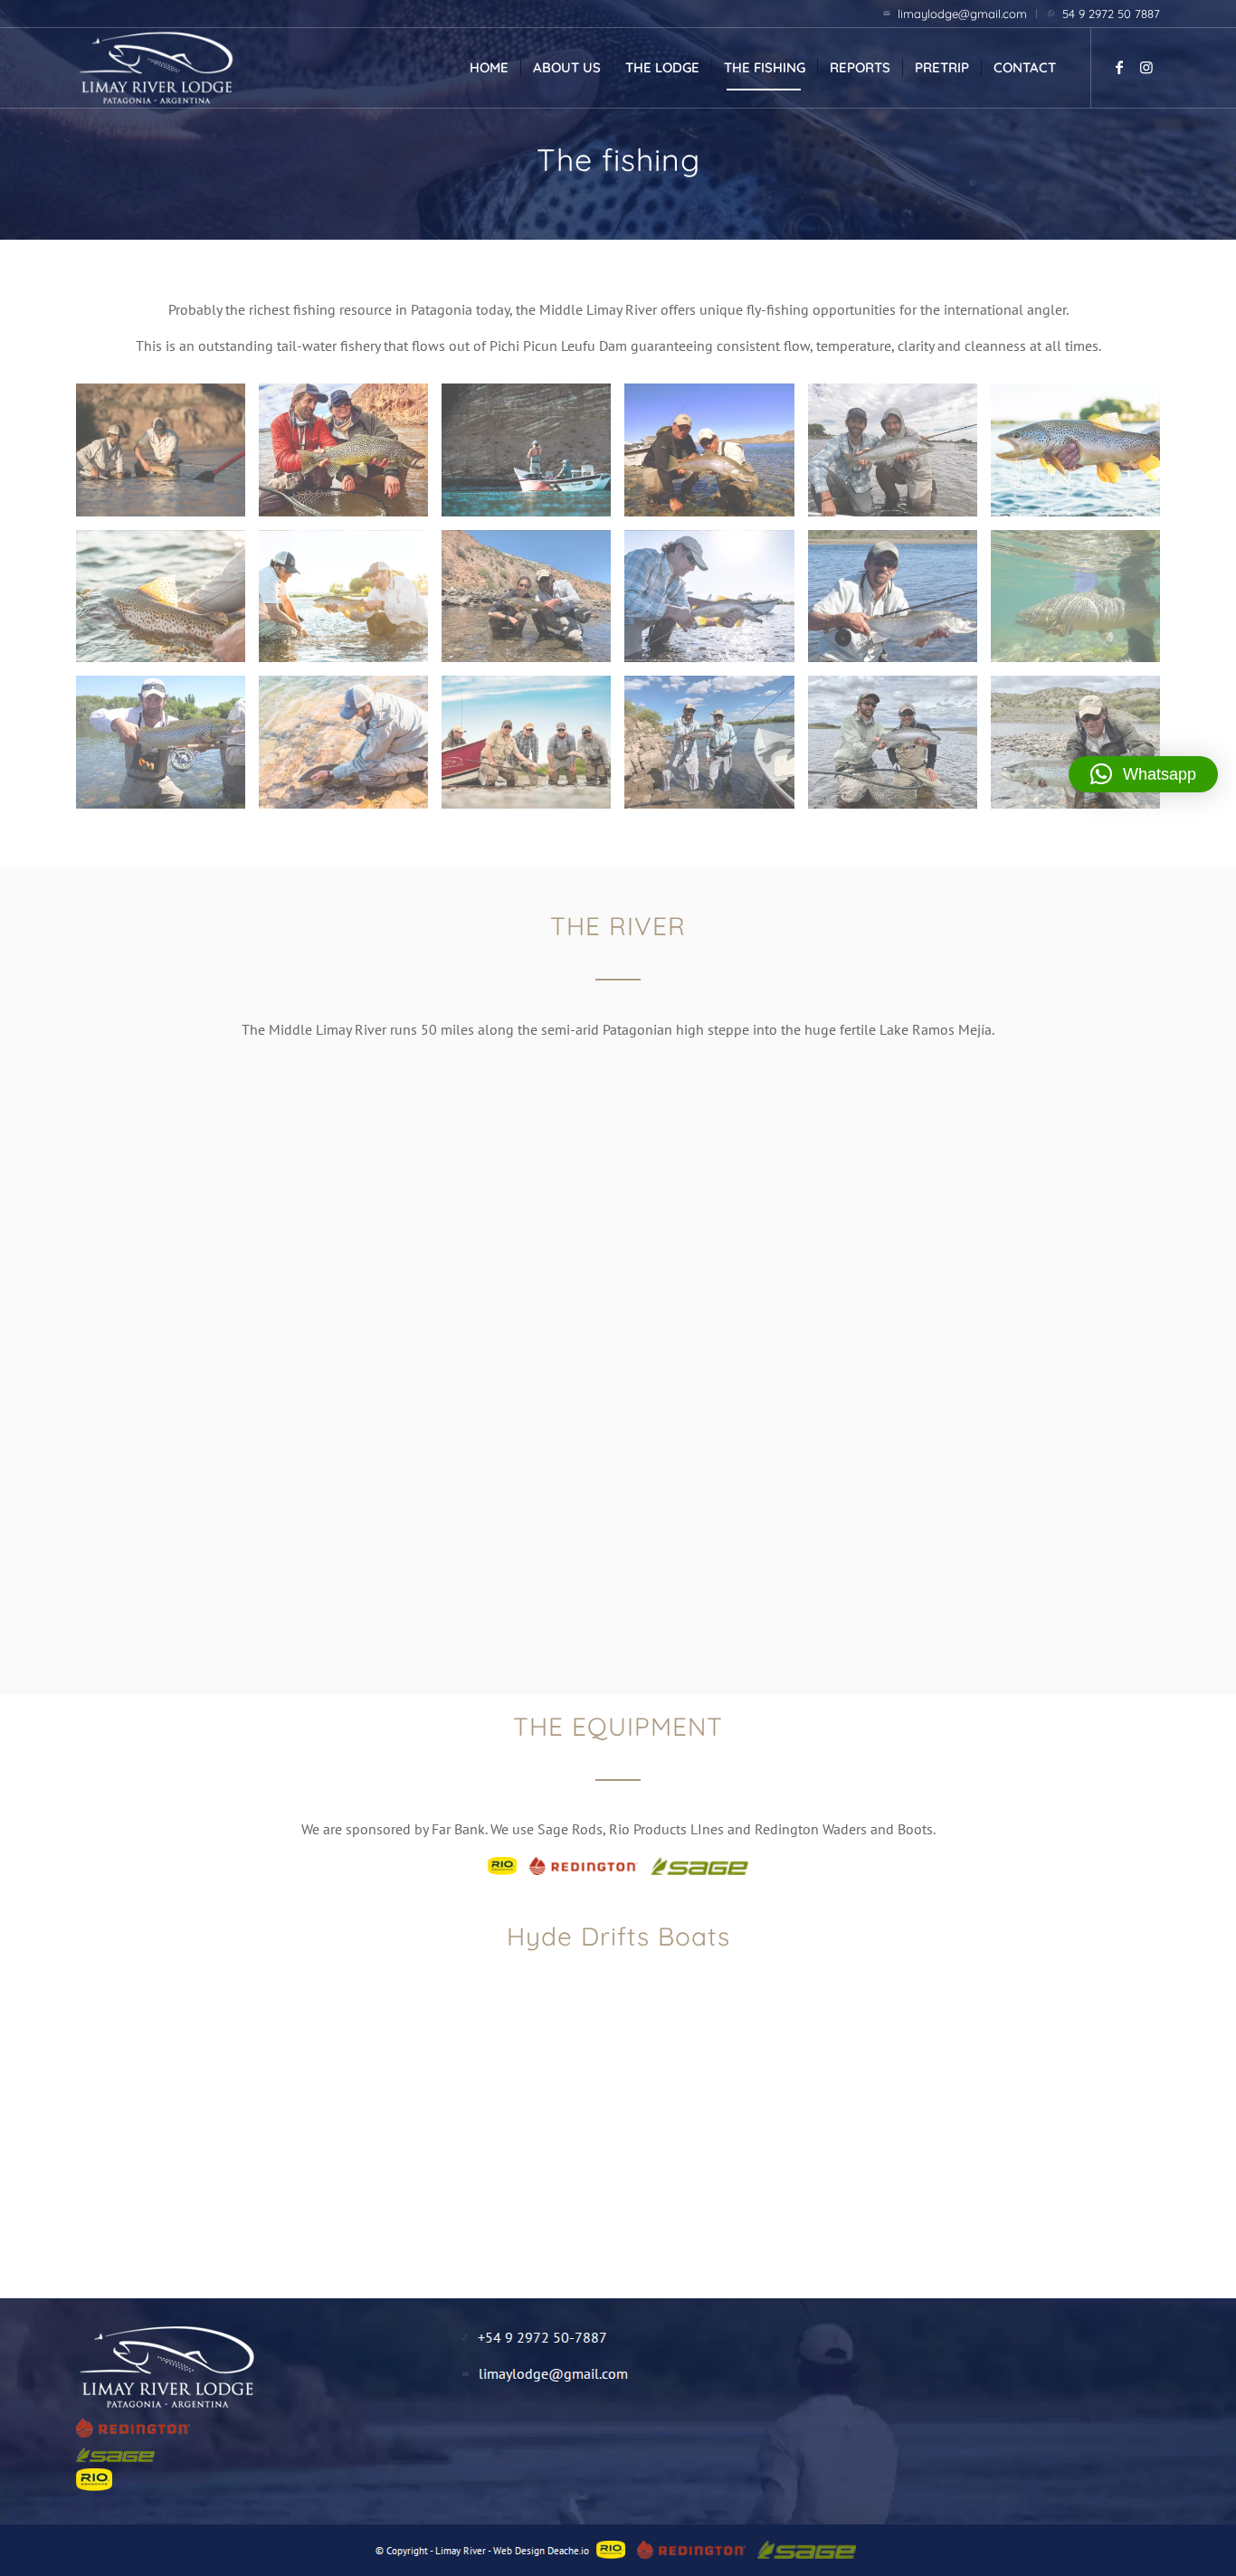 limaylodge@gmail.com
54 9 2972 50 7887
LIMAY RIVER LODGE
PATAGONIA - ARGENTINA
HOME
ABOUT US
THE LODGE
THE FISHING
REPORTS
PRETRIP
CONTACT
The fishing
Probably the richest fishing resource in Patagonia today, the Middle Limay River offers unique fly-fishing opportunities for the international angler.
This is an outstanding tail-water fishery that flows out of Pichi Picun Leufu Dam guaranteeing consistent flow, temperature, clarity and cleanness at all times.
Whatsapp
THE RIVER
The Middle Limay River runs 50 miles along the semi-arid Patagonian high steppe into the huge fertile Lake Ramos Mejía.
THE EQUIPMENT
We are sponsored by Far Bank. We use Sage Rods, Rio Products LInes and Redington Waders and Boots.
RIO PRODUCTS REDINGTON SAGE
Hyde Drifts Boats
LIMAY RIVER LODGE
PATAGONIA - ARGENTINA
REDINGTON
SAGE
RIO PRODUCTS
+54 9 2972 50-7887
limaylodge@gmail.com
© Copyright - Limay River - Web Design Deache.io RIO PRODUCTS REDINGTON SAGE